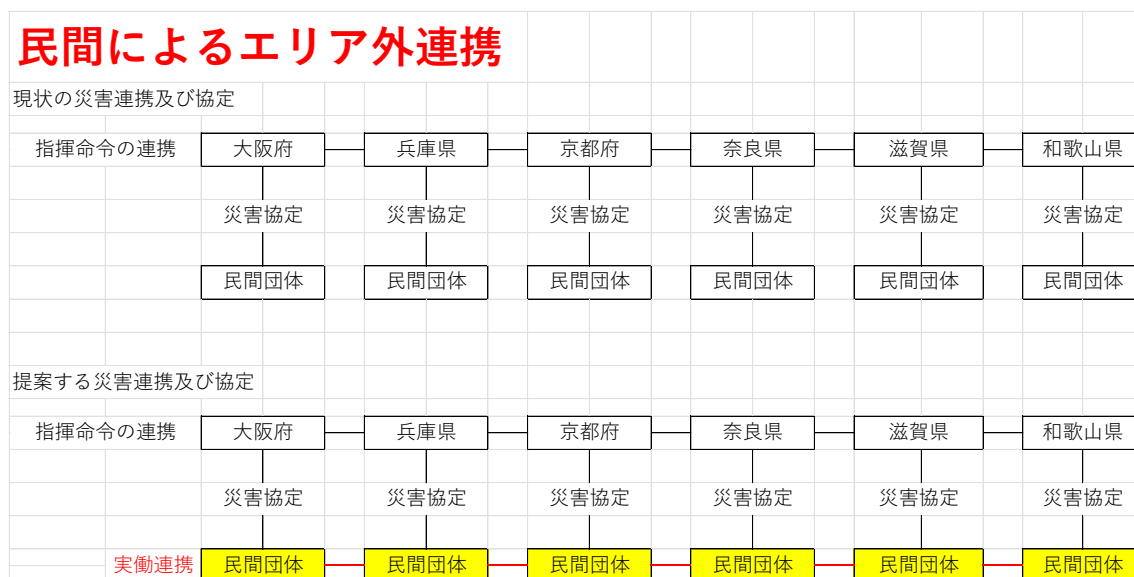 民間によるエリア外連携
現状の災害連携及び協定
指揮命令の連携 大阪府 兵庫県 京都府 奈良県 滋賀県 和歌山県
災害協定 災害協定 災害協定 災害協定 災害協定 災害協定
民間団体 民間団体 民間団体 民間団体 民間団体 民間団体
提案する災害連携及び協定
指揮命令の連携 大阪府 兵庫県 京都府 奈良県 滋賀県 和歌山県
災害協定 災害協定 災害協定 災害協定 災害協定 災害協定
実働連携 民間団体 民間団体 民間団体 民間団体 民間団体 民間団体